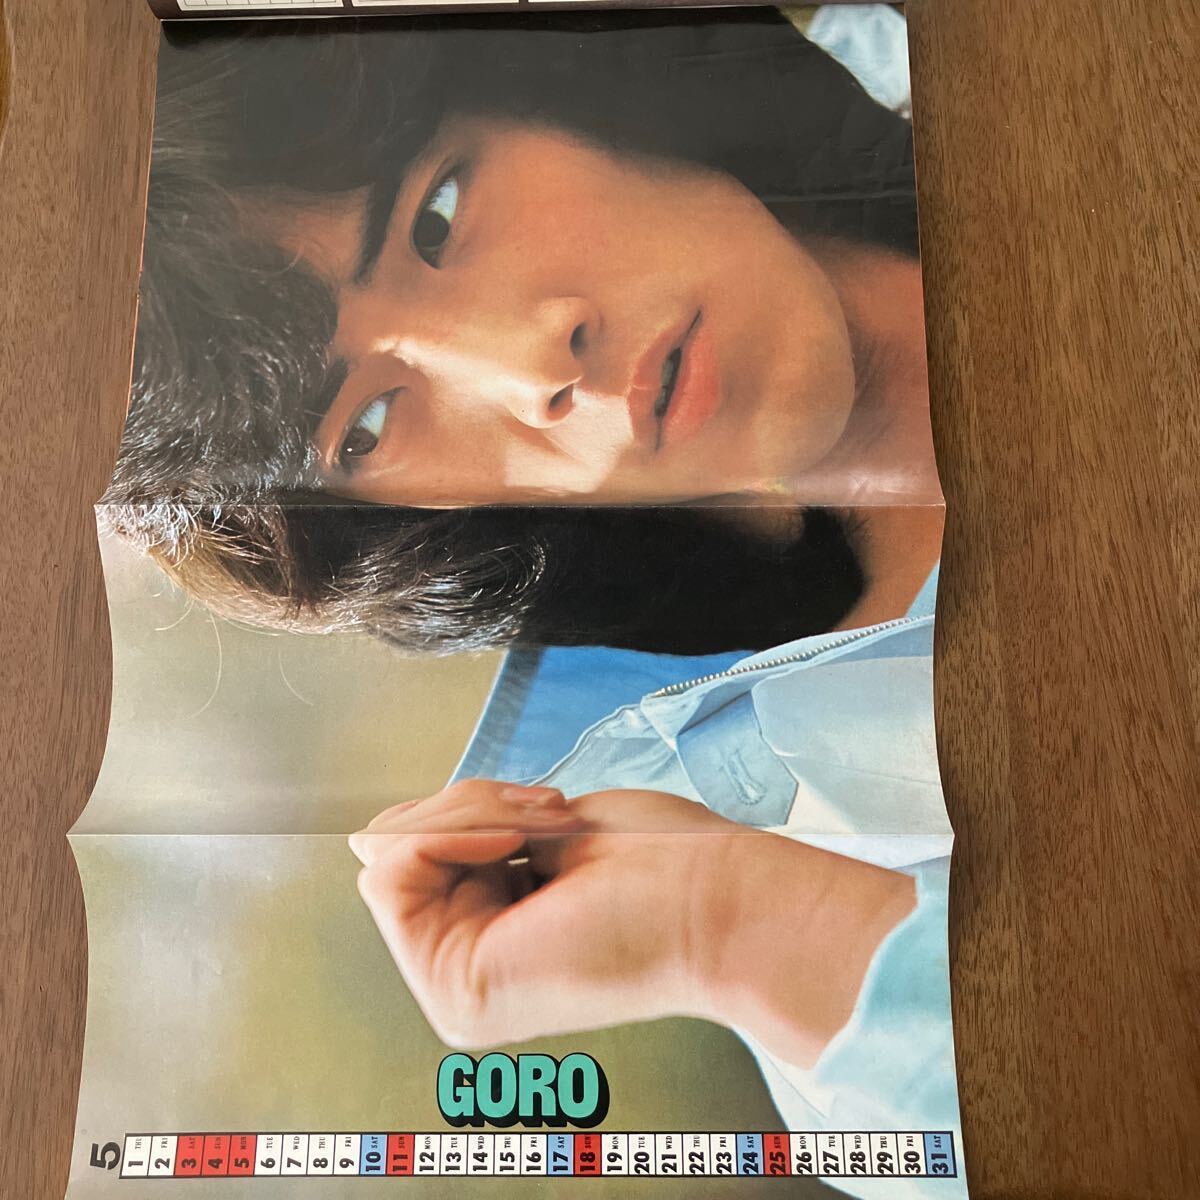 GORO
5
1 THU
2 FRI
3 SAT
4 SUN
5 MON
6 TUE
7 WED
8 THU
9 FRI
10 SAT
11 SUN
12 MON
13 TUE
14 WED
15 THU
16 FRI
17 SAT
18 SUN
19 MON
20 TUE
21 WED
22 THU
23 FRI
24 SAT
25 SUN
26 MON
27 TUE
28 WED
29 THU
30 FRI
31 SAT